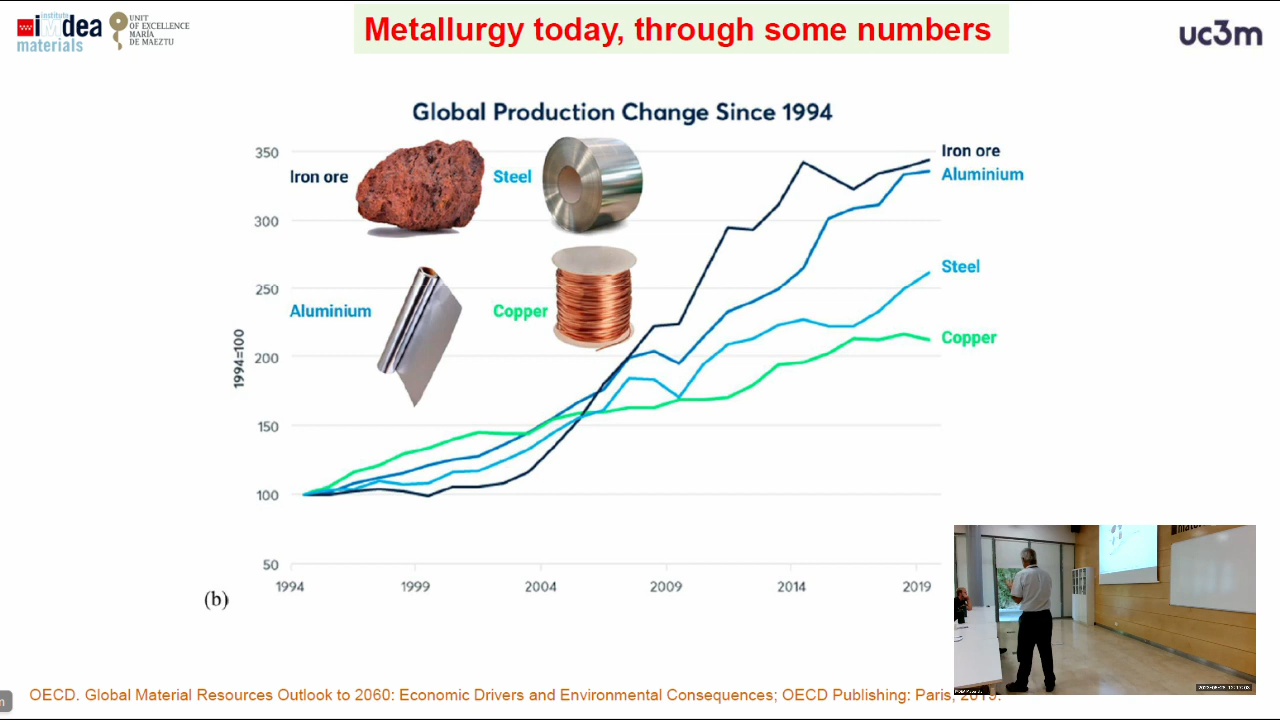 institute
imdea
materials
UNIT
OF EXCELLENCE
MARÍA
DE MAEZTU
Metallurgy today, through some numbers
uc3m
Global Production Change Since 1994
350
300
250
200
150
100
50
1994=100
1994
1999
2004
2009
2014
2019
Iron ore
Steel
Aluminium
Copper
Iron ore
Aluminium
Steel
Copper
(b)
OECD. Global Material Resources Outlook to 2060: Economic Drivers and Environmental Consequences; OECD Publishing: Paris, 2019.